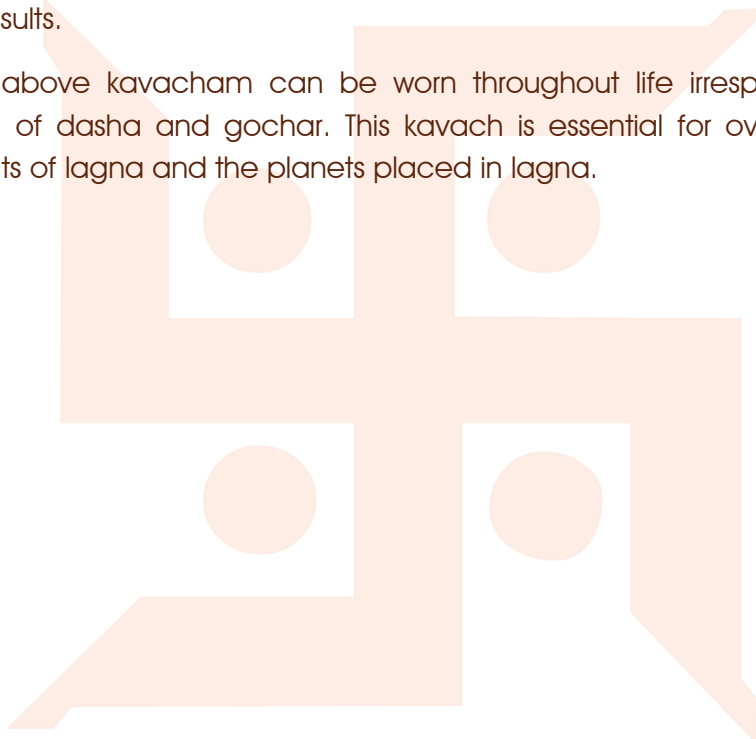 sults.
above kavacham can be worn throughout life irresp
of dasha and gochar. This kavach is essential for ov
ts of lagna and the planets placed in lagna.